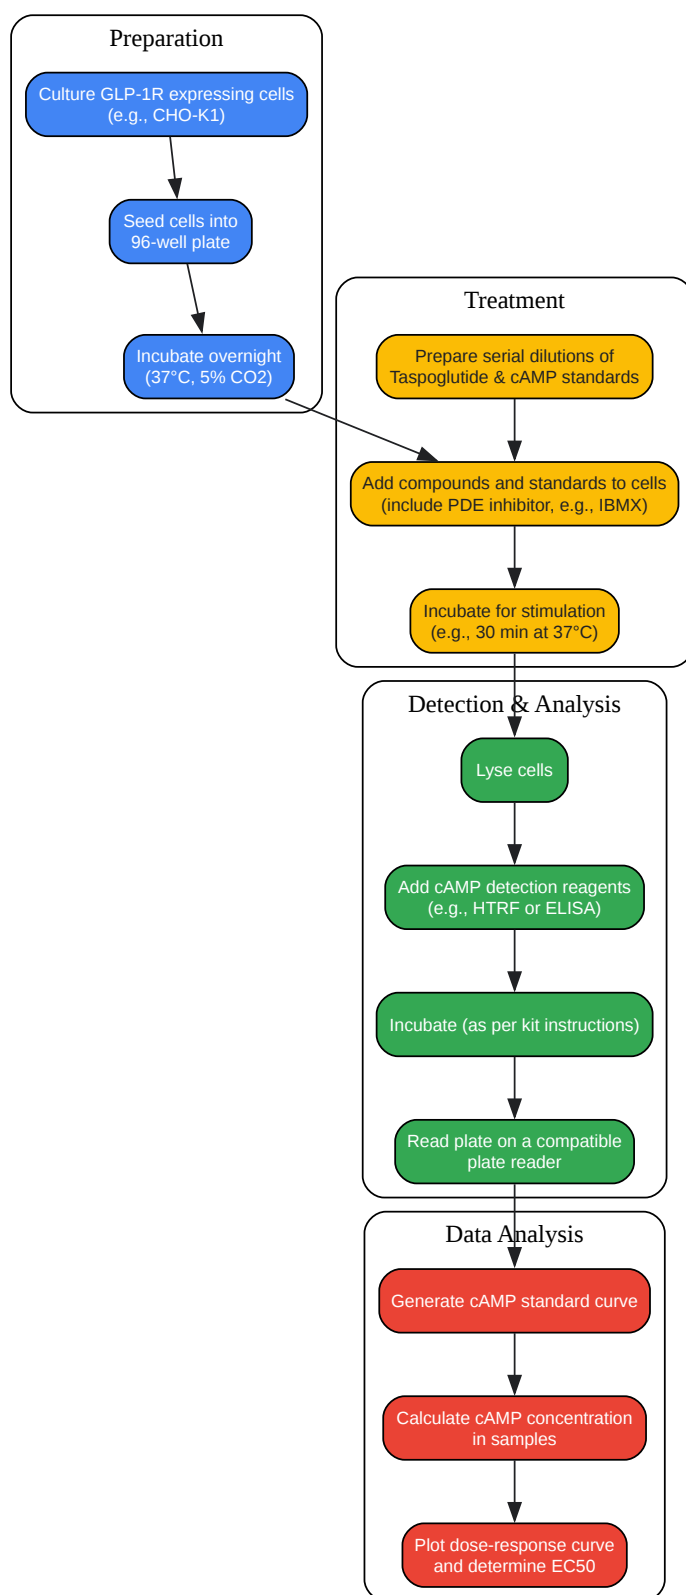 Preparation
Culture GLP-1R expressing cells
(e.g., CHO-K1)
Seed cells into
96-well plate
Incubate overnight
(37°C, 5% CO2)
Treatment
Prepare serial dilutions of
Taspoglutide & cAMP standards
Add compounds and standards to cells
(include PDE inhibitor, e.g., IBMX)
Incubate for stimulation
(e.g., 30 min at 37°C)
Detection & Analysis
Lyse cells
Add cAMP detection reagents
(e.g., HTRF or ELISA)
Incubate (as per kit instructions)
Read plate on a compatible
plate reader
Data Analysis
Generate cAMP standard curve
Calculate cAMP concentration
in samples
Plot dose-response curve
and determine EC50